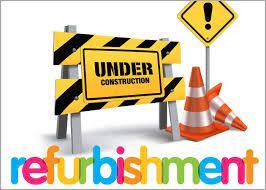 !
UNDER
CONSTRUCTION
refurbishment